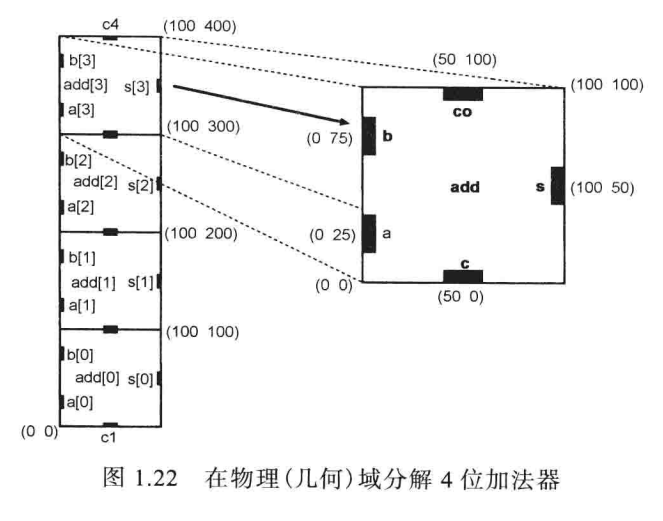 c4
(100 400)
b[3]
add[3] s[3]
a[3]
(100 300)
b[2]
add[2] s[2]
a[2]
(100 200)
b[1]
add[1] s[1]
a[1]
(100 100)
b[0]
add[0] s[0]
a[0]
(0 0)
c1
(50 100)
(100 100)
co
(0 75)
b
add
s
(100 50)
(0 25)
a
c
(0 0)
(50 0)
图 1.22 在物理(几何)域分解 4 位加法器